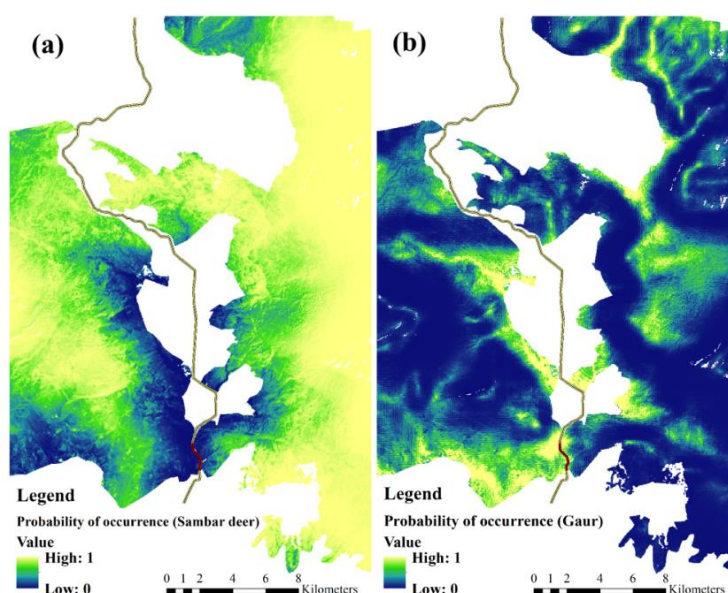 (a)
Legend
Probability of occurrence (Sambar deer)
Value
High: 1
Low: 0
0 1 2 4 6 8
Kilometers
(b)
Legend
Probability of occurrence (Gaur)
Value
High: 1
Low: 0
0 1 2 4 6 8
Kilometers